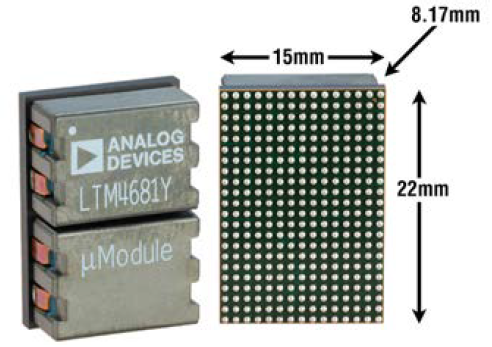 8.17mm
15mm
ANALOG
DEVICES
LTM4681Y
22mm
µModule